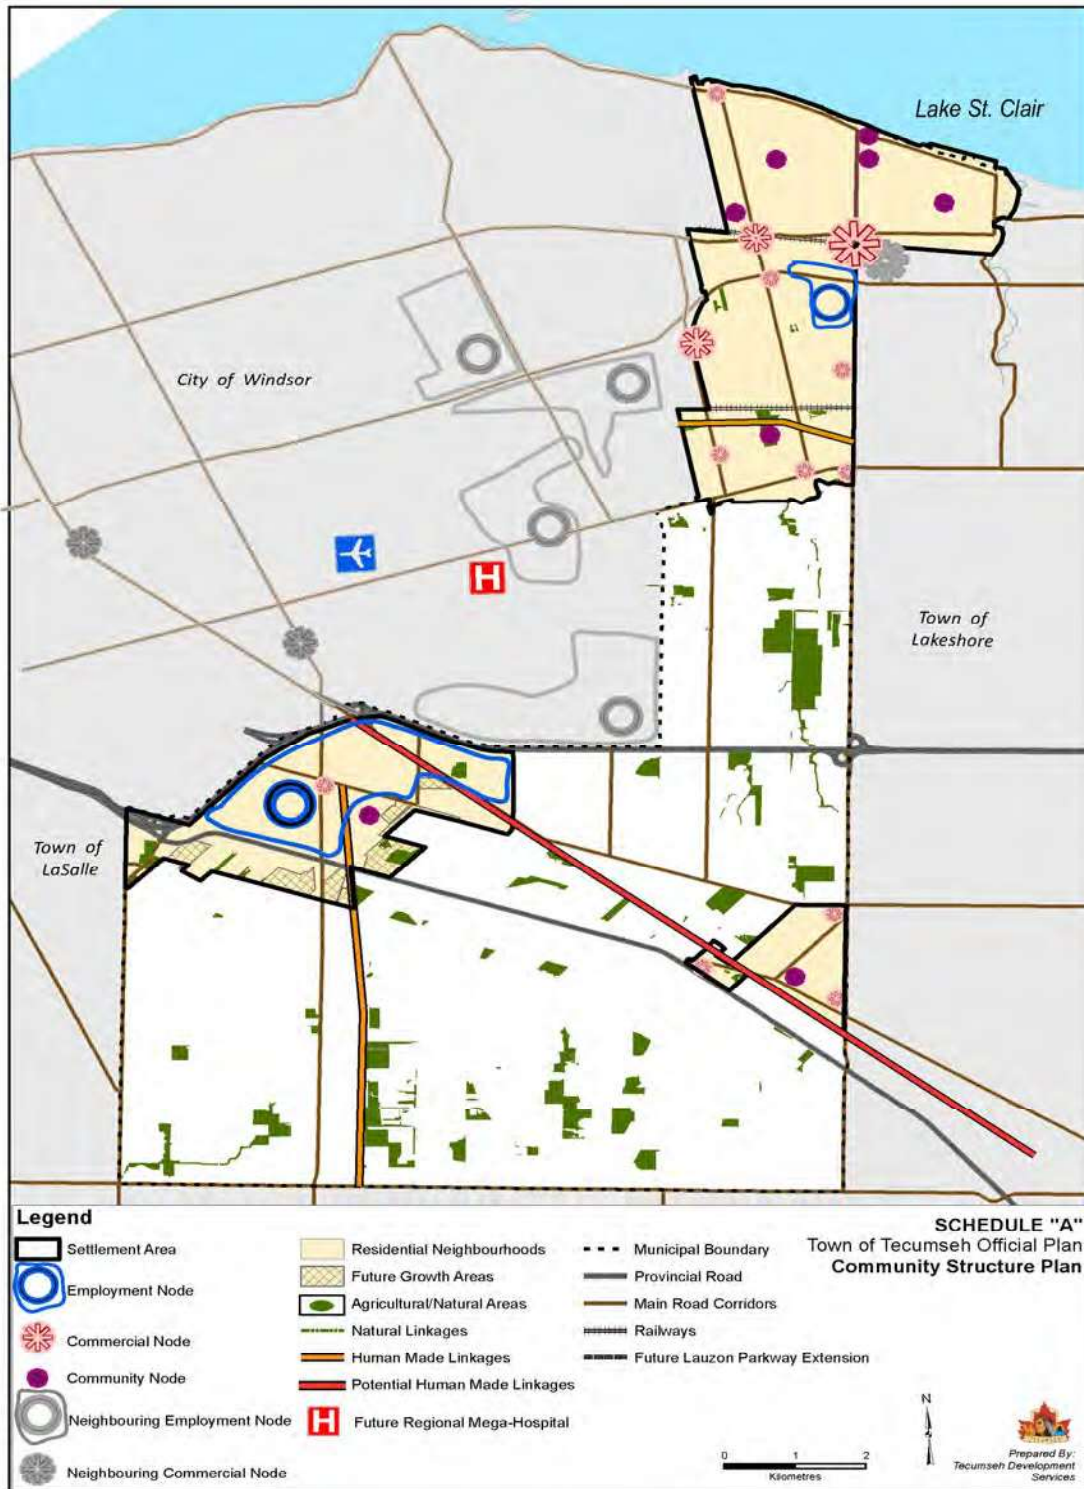 Lake St. Clair
City of Windsor
H
Town of
Lakeshore
Town of
LaSalle
Legend
Settlement Area
Employment Node
Commercial Node
Community Node
Neighbouring Employment Node
Neighbouring Commercial Node
Residential Neighbourhoods
Future Growth Areas
Agricultural/Natural Areas
Natural Linkages
Human Made Linkages
Potential Human Made Linkages
H Future Regional Mega-Hospital
Municipal Boundary
Provincial Road
Main Road Corridors
Railways
Future Lauzon Parkway Extension
SCHEDULE "A"
Town of Tecumseh Official Plan
Community Structure Plan
N
0 1 2
Kilometres
Prepared By:
Tecumseh Development
Services